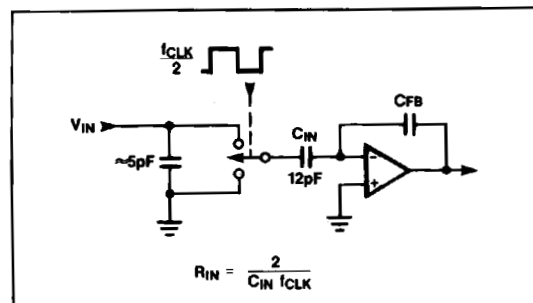 fCLK
2
VIN
≈5pF
CIN
12pF
CFB
−
+
RIN = 2
CIN fCLK